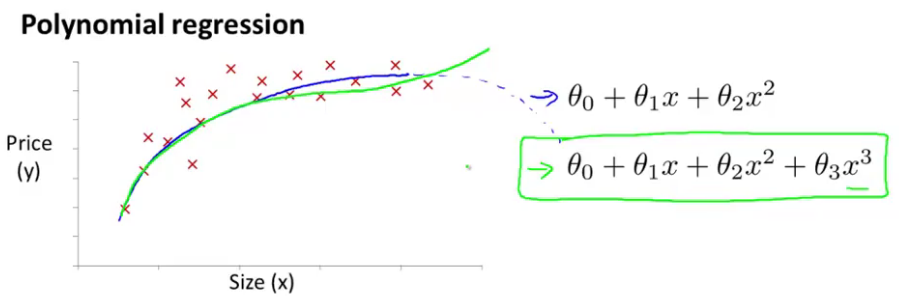 Polynomial regression
Price
(y)
Size (x)
θ₀ + θ₁x + θ₂x²
θ₀ + θ₁x + θ₂x² + θ₃x³